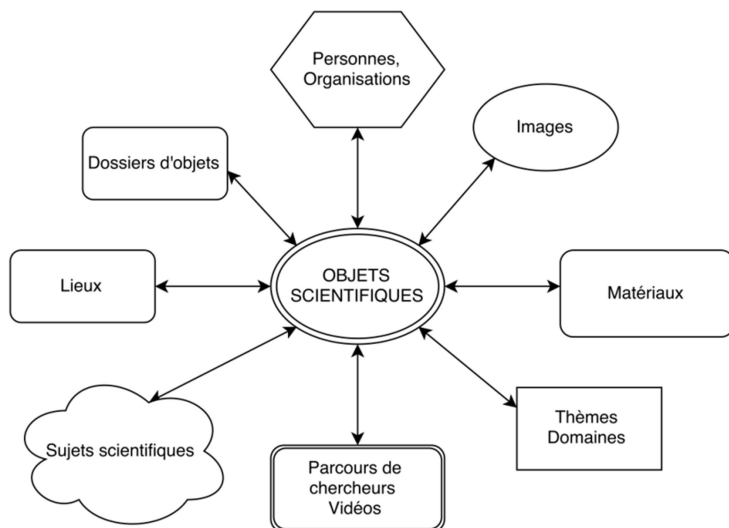 Personnes,
Organisations
Images
Dossiers d'objets
Lieux
OBJETS
SCIENTIFIQUES
Matériaux
Sujets scientifiques
Thèmes
Domaines
Parcours de
chercheurs
Vidéos